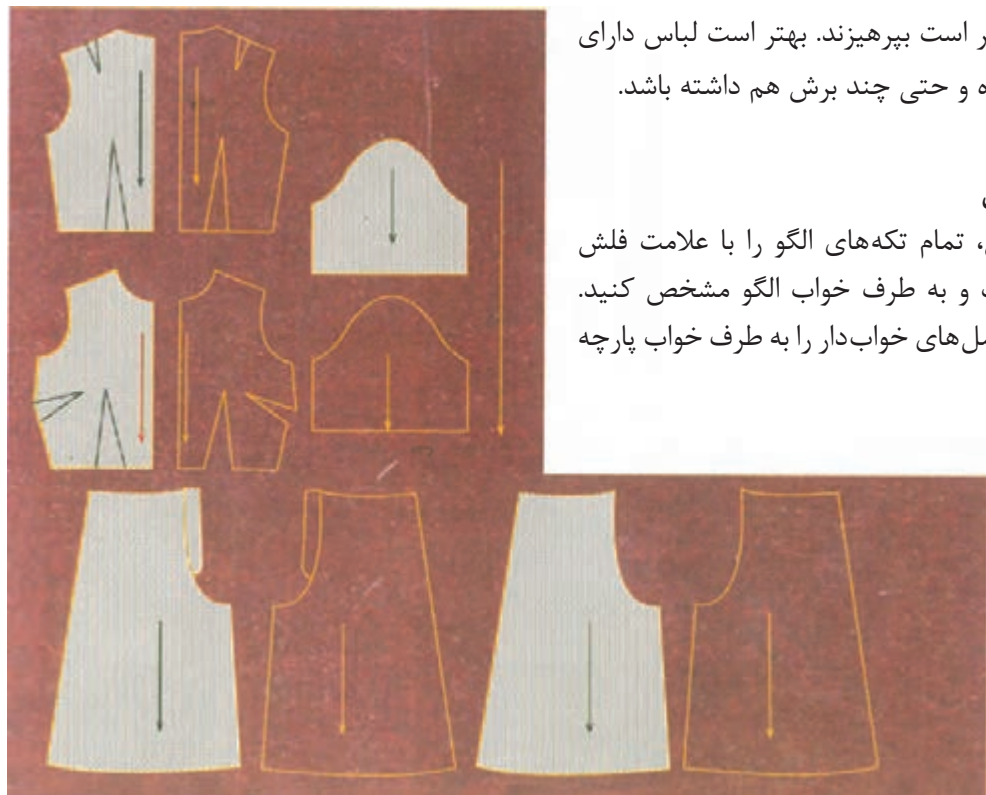 ر است بپرهیزند. بهتر است لباس دارای
ه و حتی چند برش هم داشته باشد.
، تمام تکه‌های الگو را با علامت فلش
و به طرف خواب الگو مشخص کنید.
مل‌های خواب‌دار را به طرف خواب پارچه